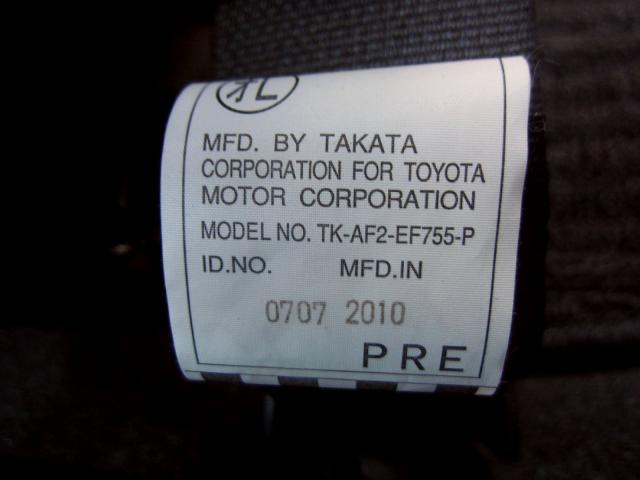 MFD. BY TAKATA
CORPORATION FOR TOYOTA
MOTOR CORPORATION
MODEL NO. TK-AF2-EF755-P
ID.NO. MFD.IN
0707 2010
PRE